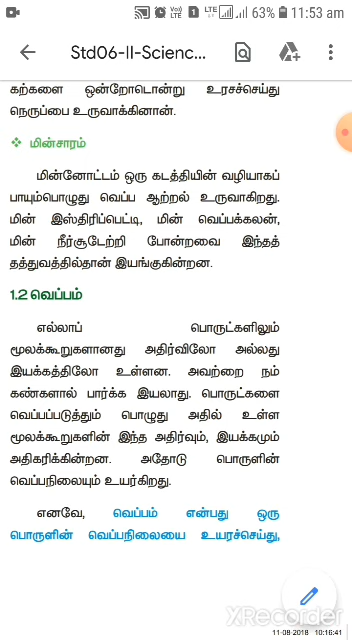 63% 11:53 am
Std06-II-Scienc...
கற்களை ஒன்றோடொன்று உரசச்செய்து
நெருப்பை உருவாக்கினான்.
❖ மின்சாரம்
மின்னோட்டம் ஒரு கடத்தியின் வழியாகப்
பாயும்பொழுது வெப்ப ஆற்றல் உருவாகிறது.
மின் இஸ்திரிப்பெட்டி, மின் வெப்பக்கலன்,
மின் நீர்சூடேற்றி போன்றவை இந்தத்
தத்துவத்தில்தான் இயங்குகின்றன.
1.2 வெப்பம்
எல்லாப் பொருட்களிலும்
மூலக்கூறுகளானது அதிர்விலோ அல்லது
இயக்கத்திலோ உள்ளன. அவற்றை நம்
கண்களால் பார்க்க இயலாது. பொருட்களை
வெப்பப்படுத்தும் பொழுது அதில் உள்ள
மூலக்கூறுகளின் இந்த அதிர்வும், இயக்கமும்
அதிகரிக்கின்றன. அதோடு பொருளின்
வெப்பநிலையும் உயர்கிறது.
எனவே, வெப்பம் என்பது ஒரு
பொருளின் வெப்பநிலையை உயரச்செய்து,
XRecorder
11-08-2018 10:16:41